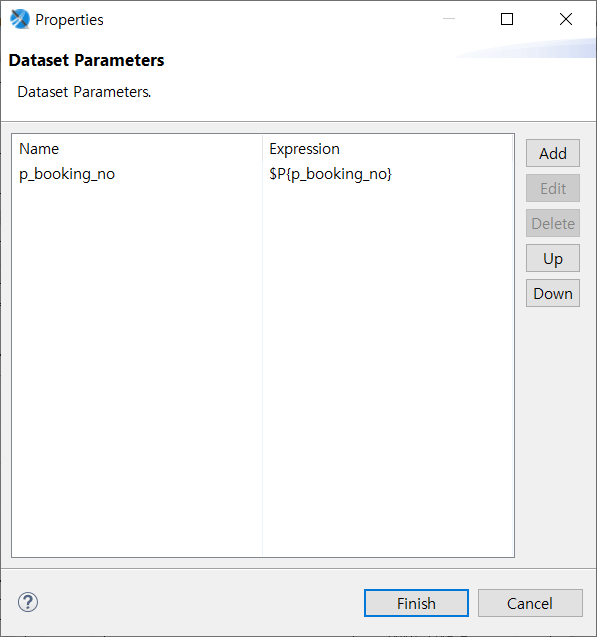 Properties
Dataset Parameters
Dataset Parameters.
Name Expression
p_booking_no $P{p_booking_no}
Add
Edit
Delete
Up
Down
?
Finish Cancel